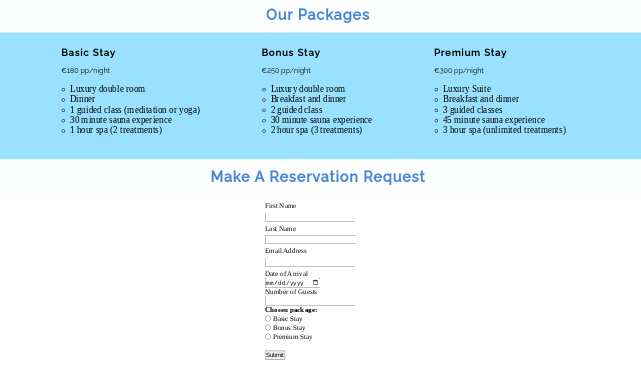 Our Packages
Basic Stay
€180 pp/night
Luxury double room
Dinner
1 guided class (meditation or yoga)
30 minute sauna experience
1 hour spa (2 treatments)
Bonus Stay
€250 pp/night
Luxury double room
Breakfast and dinner
2 guided class
30 minute sauna experience
2 hour spa (3 treatments)
Premium Stay
€300 pp/night
Luxury Suite
Breakfast and dinner
3 guided classes
45 minute sauna experience
3 hour spa (unlimited treatments)
Make A Reservation Request
First Name
Last Name
Email Address
Date of Arrival
mm/dd/yyyy
Number of Guests
Chosen package:
Basic Stay
Bonus Stay
Premium Stay
Submit